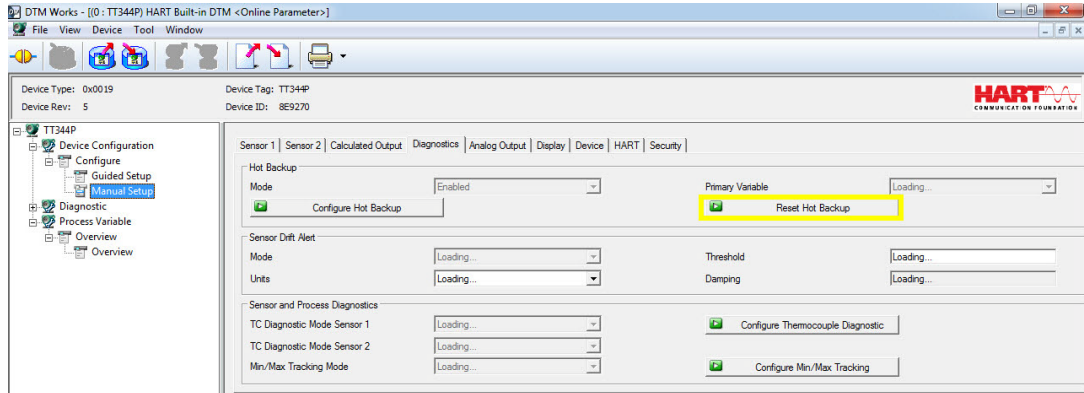 DTM Works - [(0 : TT344P) HART Built-in DTM <Online Parameter>]
File View Device Tool Window
Device Type: 0x0019 Device Tag: TT344P
Device Rev: 5 Device ID: 8E9270
HART
COMMUNICATION FOUNDATION
TT344P
Device Configuration
Configure
Guided Setup
Manual Setup
Diagnostic
Process Variable
Overview
Overview
Sensor 1 Sensor 2 Calculated Output Diagnostics Analog Output Display Device HART Security
Hot Backup
Mode Enabled Primary Variable Loading...
Configure Hot Backup Reset Hot Backup
Sensor Drift Alert
Mode Loading... Threshold Loading...
Units Loading... Damping Loading...
Sensor and Process Diagnostics
TC Diagnostic Mode Sensor 1 Loading... Configure Thermocouple Diagnostic
TC Diagnostic Mode Sensor 2 Loading...
Min/Max Tracking Mode Loading... Configure Min/Max Tracking